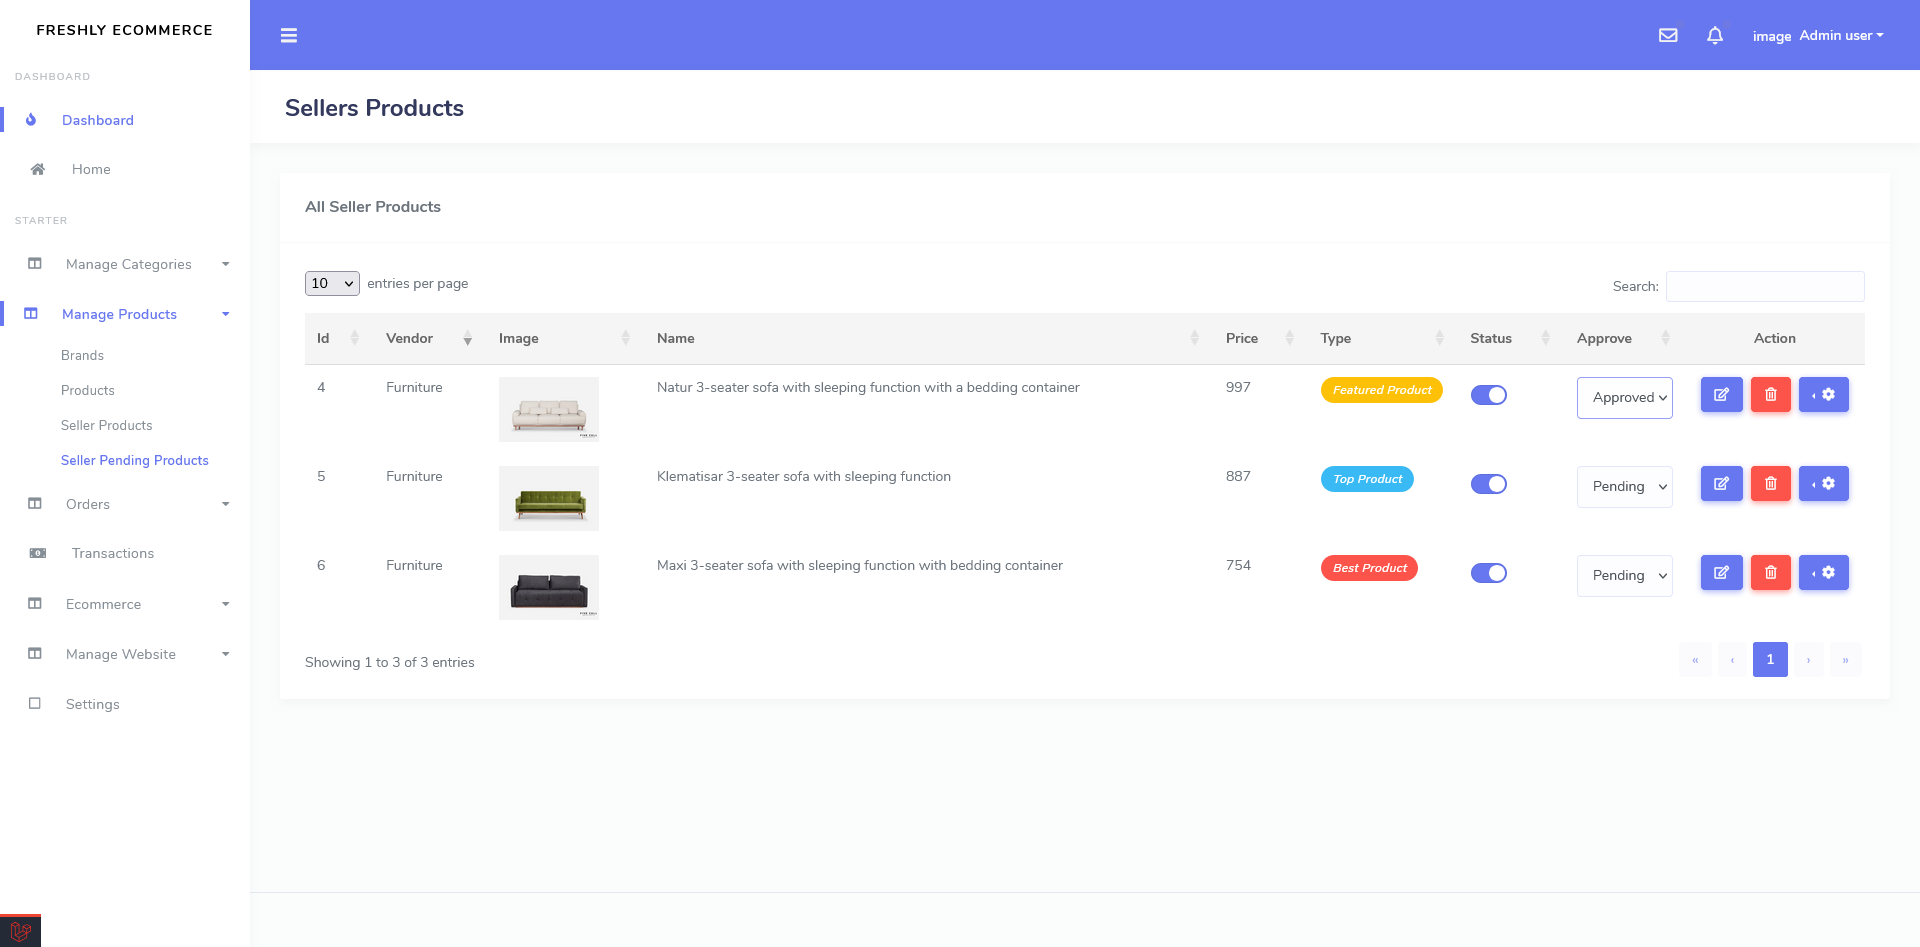 FRESHLY ECOMMERCE
image Admin user
DASHBOARD
Dashboard
Home
STARTER
Manage Categories
Manage Products
Brands
Products
Seller Products
Seller Pending Products
Orders
Transactions
Ecommerce
Manage Website
Settings
Sellers Products
All Seller Products
10 entries per page
Search:
Id Vendor Image Name Price Type Status Approve Action
4 Furniture Natur 3-seater sofa with sleeping function with a bedding container 997 Featured Product Approved
5 Furniture Klematisar 3-seater sofa with sleeping function 887 Top Product Pending
6 Furniture Maxi 3-seater sofa with sleeping function with bedding container 754 Best Product Pending
Showing 1 to 3 of 3 entries
« ‹ 1 › »